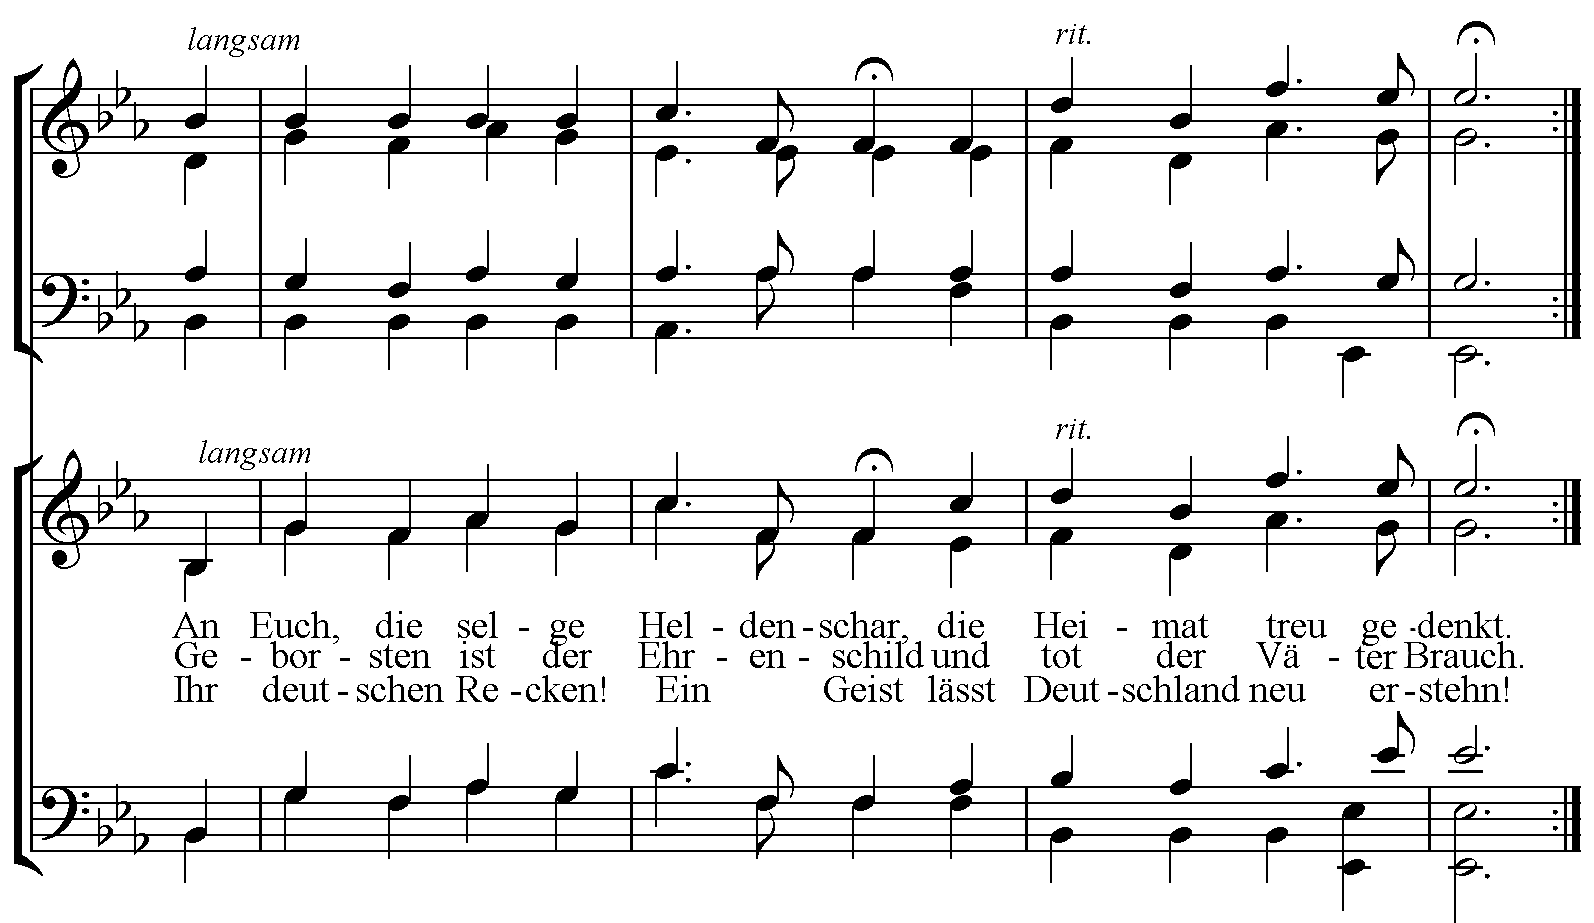 langsam rit.
langsam rit.
An Euch, die sel - ge Hel - den - schar, die Hei - mat treu ge - denkt.
Ge - bor - sten ist der Ehr - en - schild und tot der Vä - ter Brauch.
Ihr deut - schen Re - cken! Ein Geist lässt Deut - schland neu er - stehn!